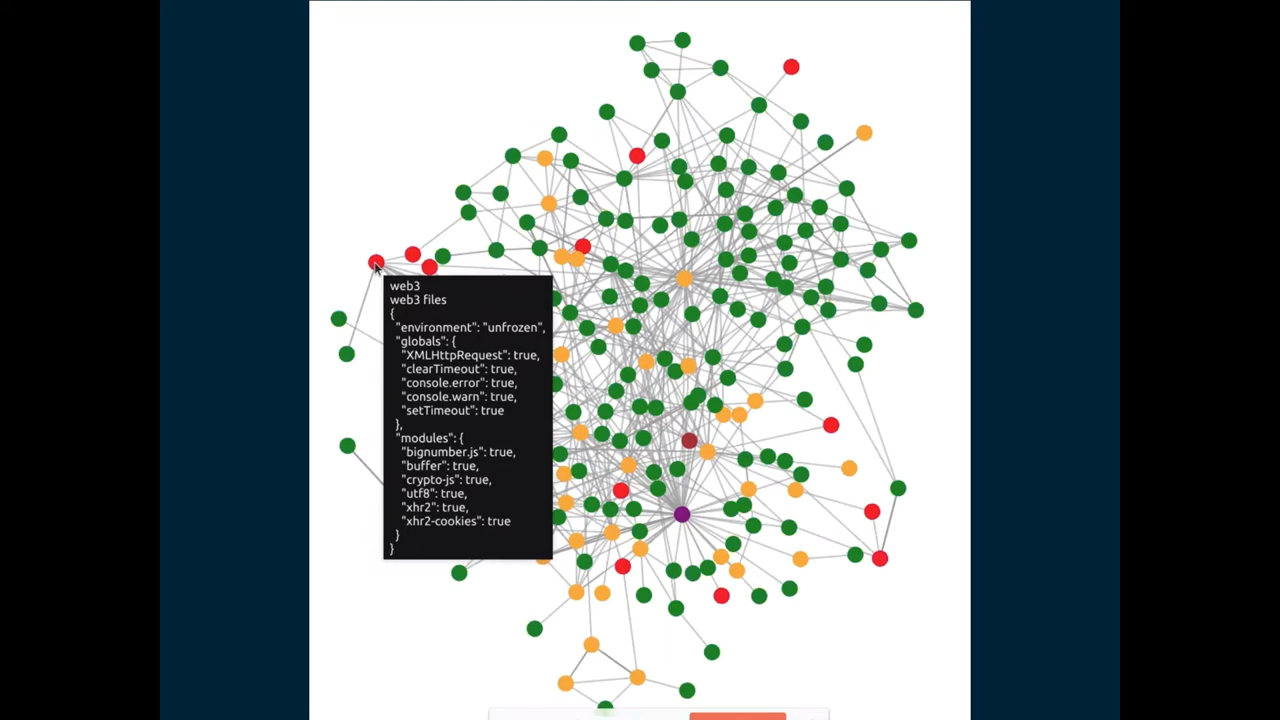 web3
web3 files
{
"environment": "unfrozen",
"globals": {
"XMLHttpRequest": true,
"clearTimeout": true,
"console.error": true,
"console.warn": true,
"setTimeout": true
},
"modules": {
"bignumber.js": true,
"buffer": true,
"crypto-js": true,
"utf8": true,
"xhr2": true,
"xhr2-cookies": true
}
}